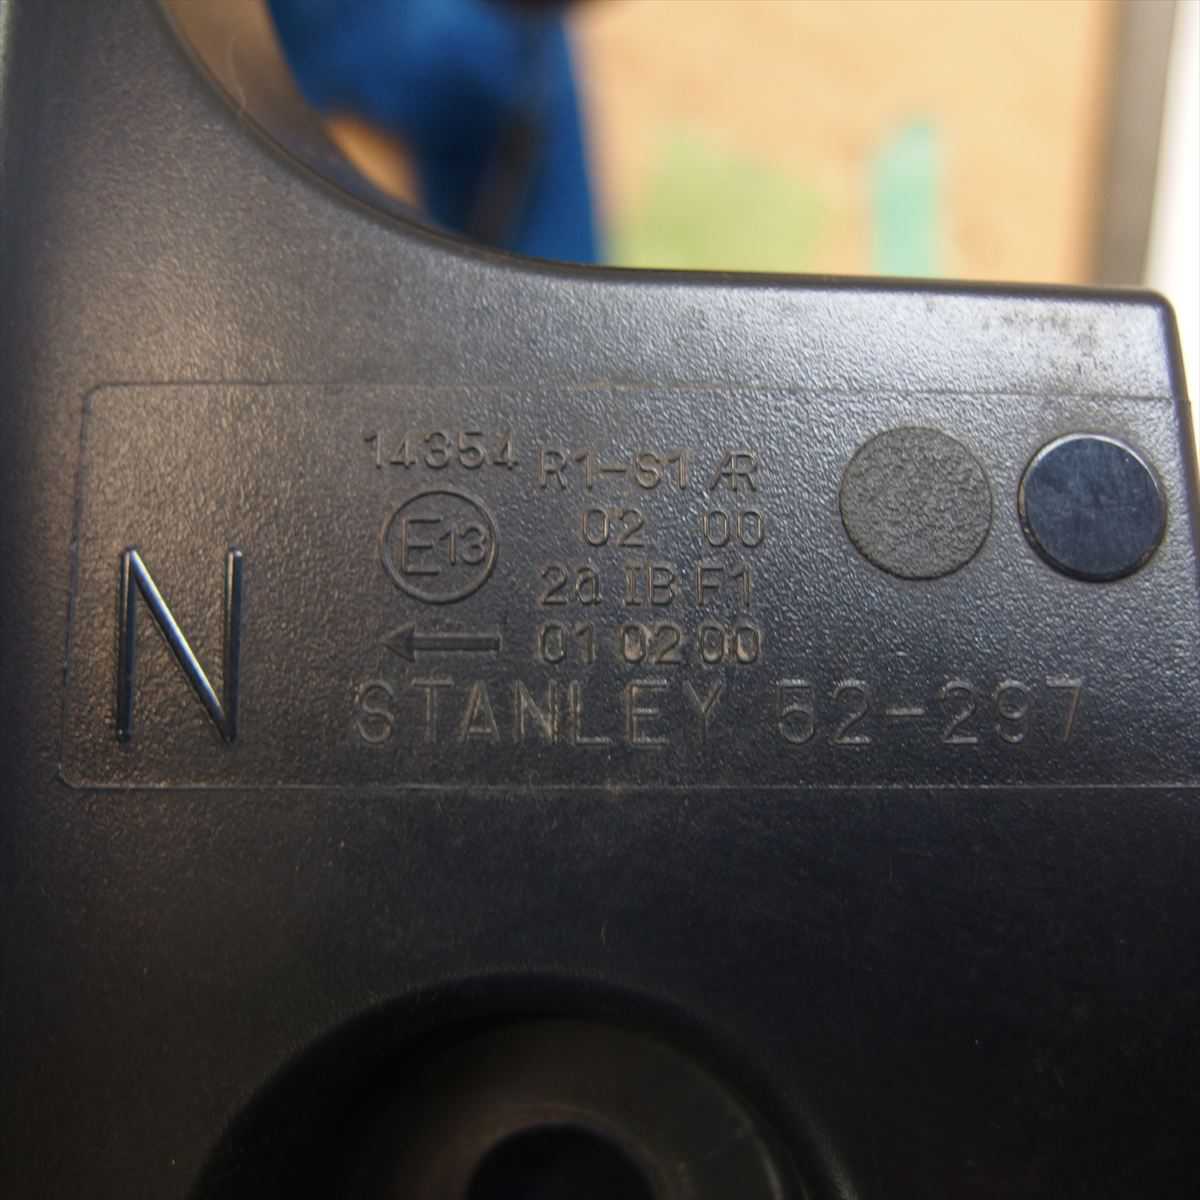 14354 R1-S1 AR
E13 02 00
2a IB F1
N
← 01 02 00
STANLEY 52-297